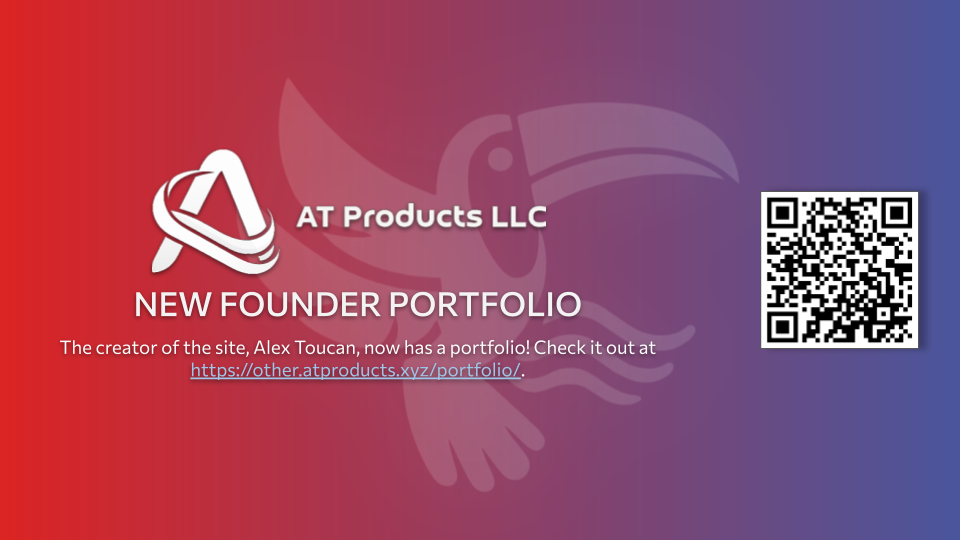 AT Products LLC
NEW FOUNDER PORTFOLIO
The creator of the site, Alex Toucan, now has a portfolio! Check it out at
https://other.atproducts.xyz/portfolio/.